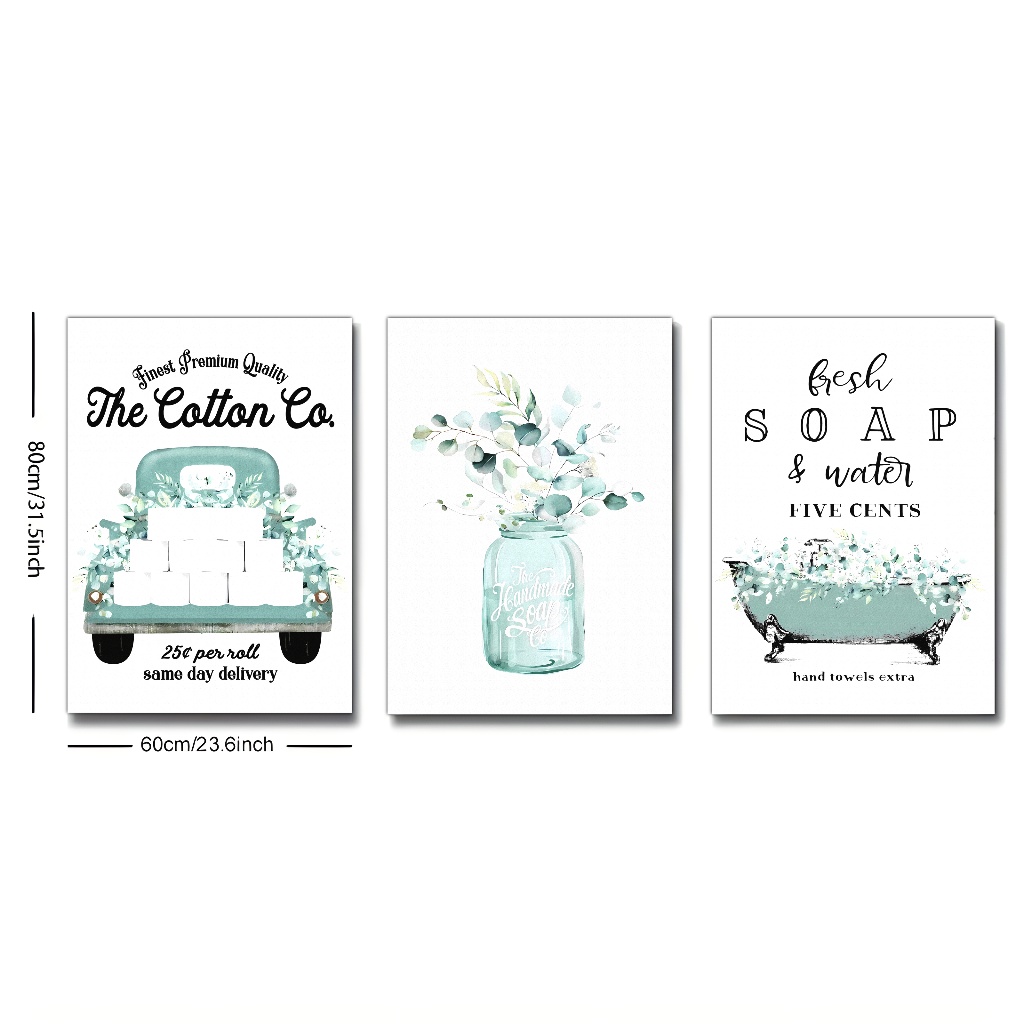 Finest Premium Quality
The Cotton Co.
25¢ per roll
same day delivery
The
Handmade
Soap
Co
fresh
SOAP
& water
FIVE CENTS
hand towels extra
80cm/31.5inch
60cm/23.6inch